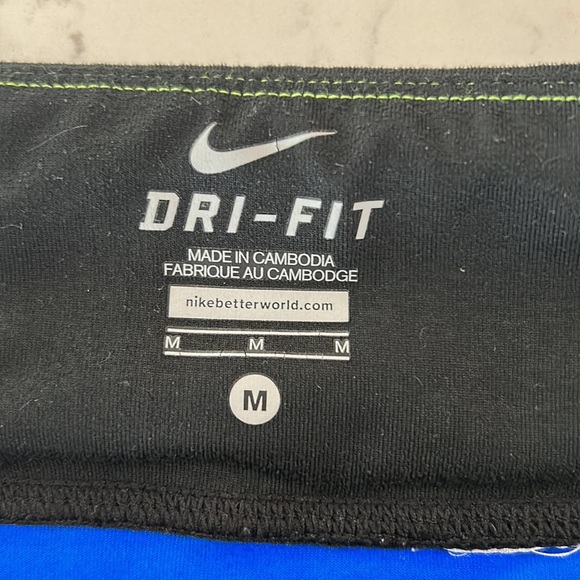 DRI-FIT
MADE IN CAMBODIA
FABRIQUE AU CAMBODGE
nikebetterworld.com
M M M
M